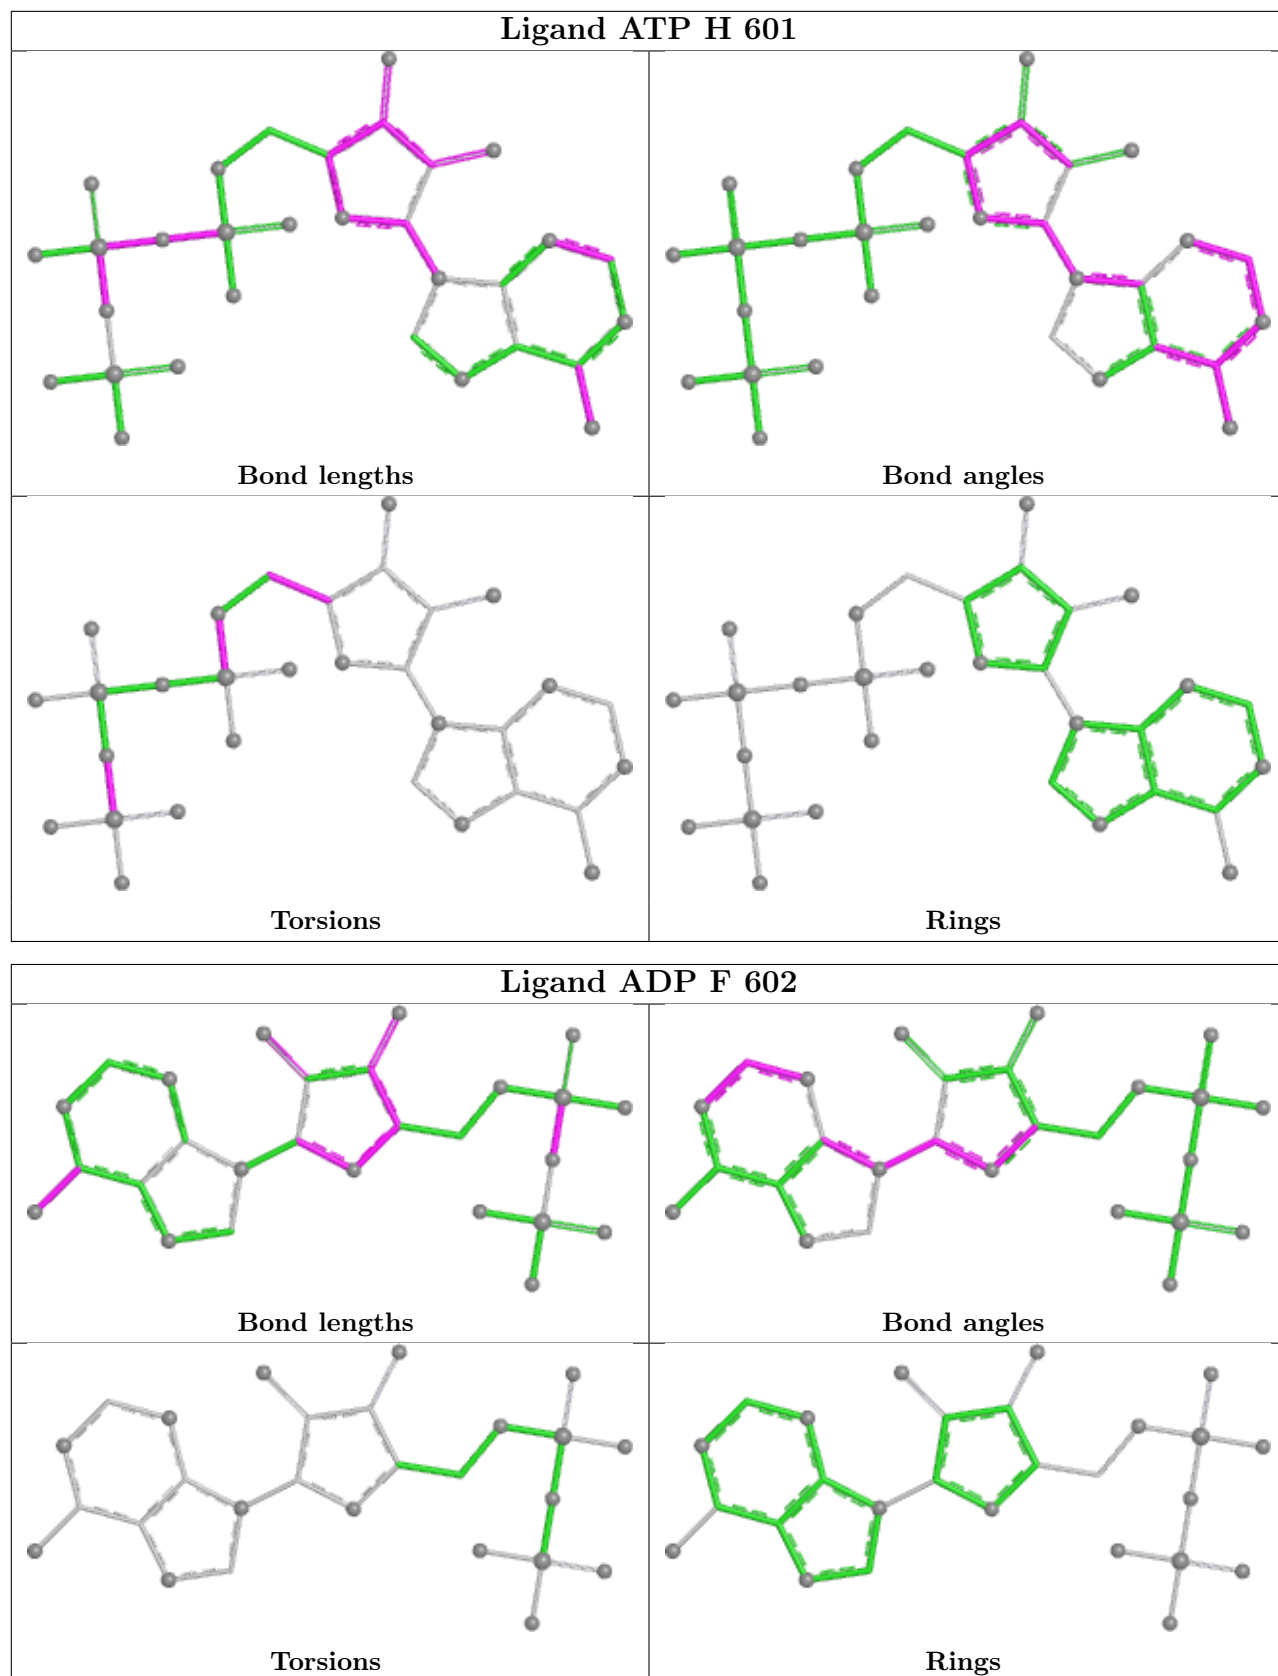 Ligand ATP H 601
Bond lengths
Bond angles
Torsions
Rings
Ligand ADP F 602
Bond lengths
Bond angles
Torsions
Rings